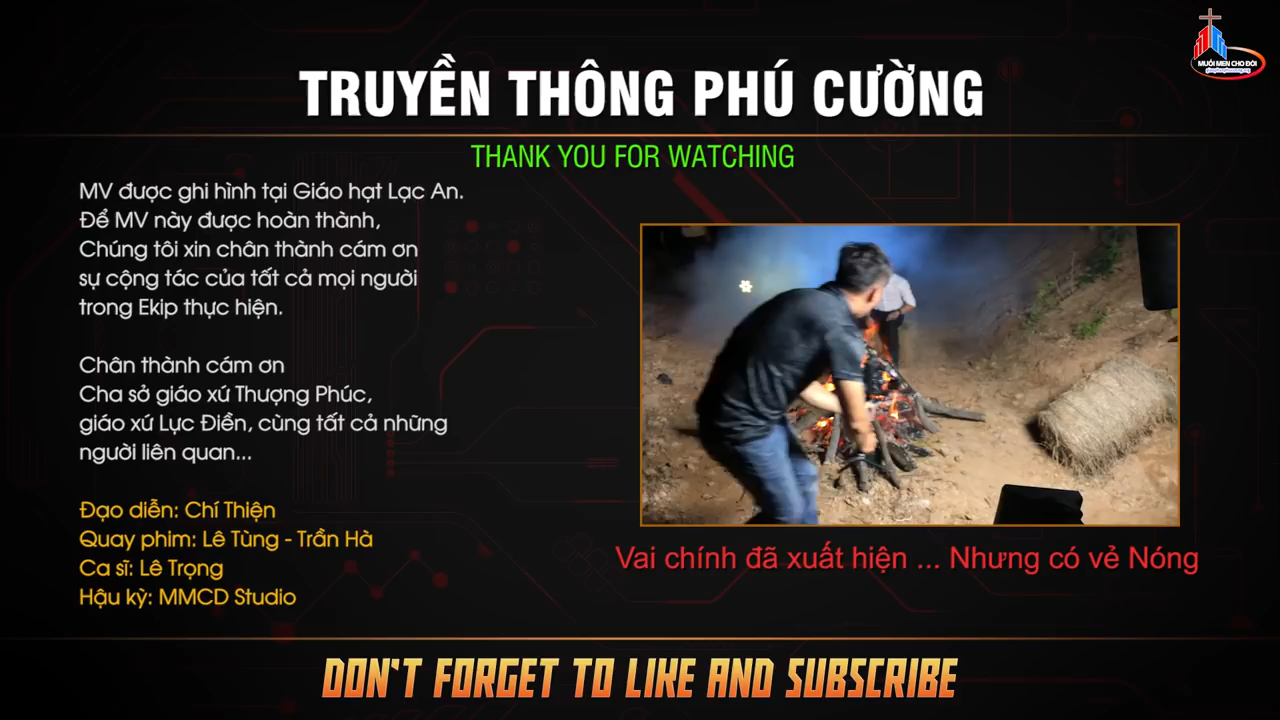 MUỐI MEN CHO ĐỜI
TRUYỀN THÔNG PHÚ CƯỜNG
THANK YOU FOR WATCHING
MV được ghi hình tại Giáo hạt Lạc An.
Để MV này được hoàn thành,
Chúng tôi xin chân thành cám ơn
sự cộng tác của tất cả mọi người
trong Ekip thực hiện.
Chân thành cám ơn
Cha sở giáo xứ Thượng Phúc,
giáo xứ Lực Điền, cùng tất cả những
người liên quan...
Đạo diễn: Chí Thiện
Quay phim: Lê Tùng - Trần Hà
Ca sĩ: Lê Trọng
Hậu kỳ: MMCD Studio
Vai chính đã xuất hiện ... Nhưng có vẻ Nóng
DON'T FORGET TO LIKE AND SUBSCRIBE